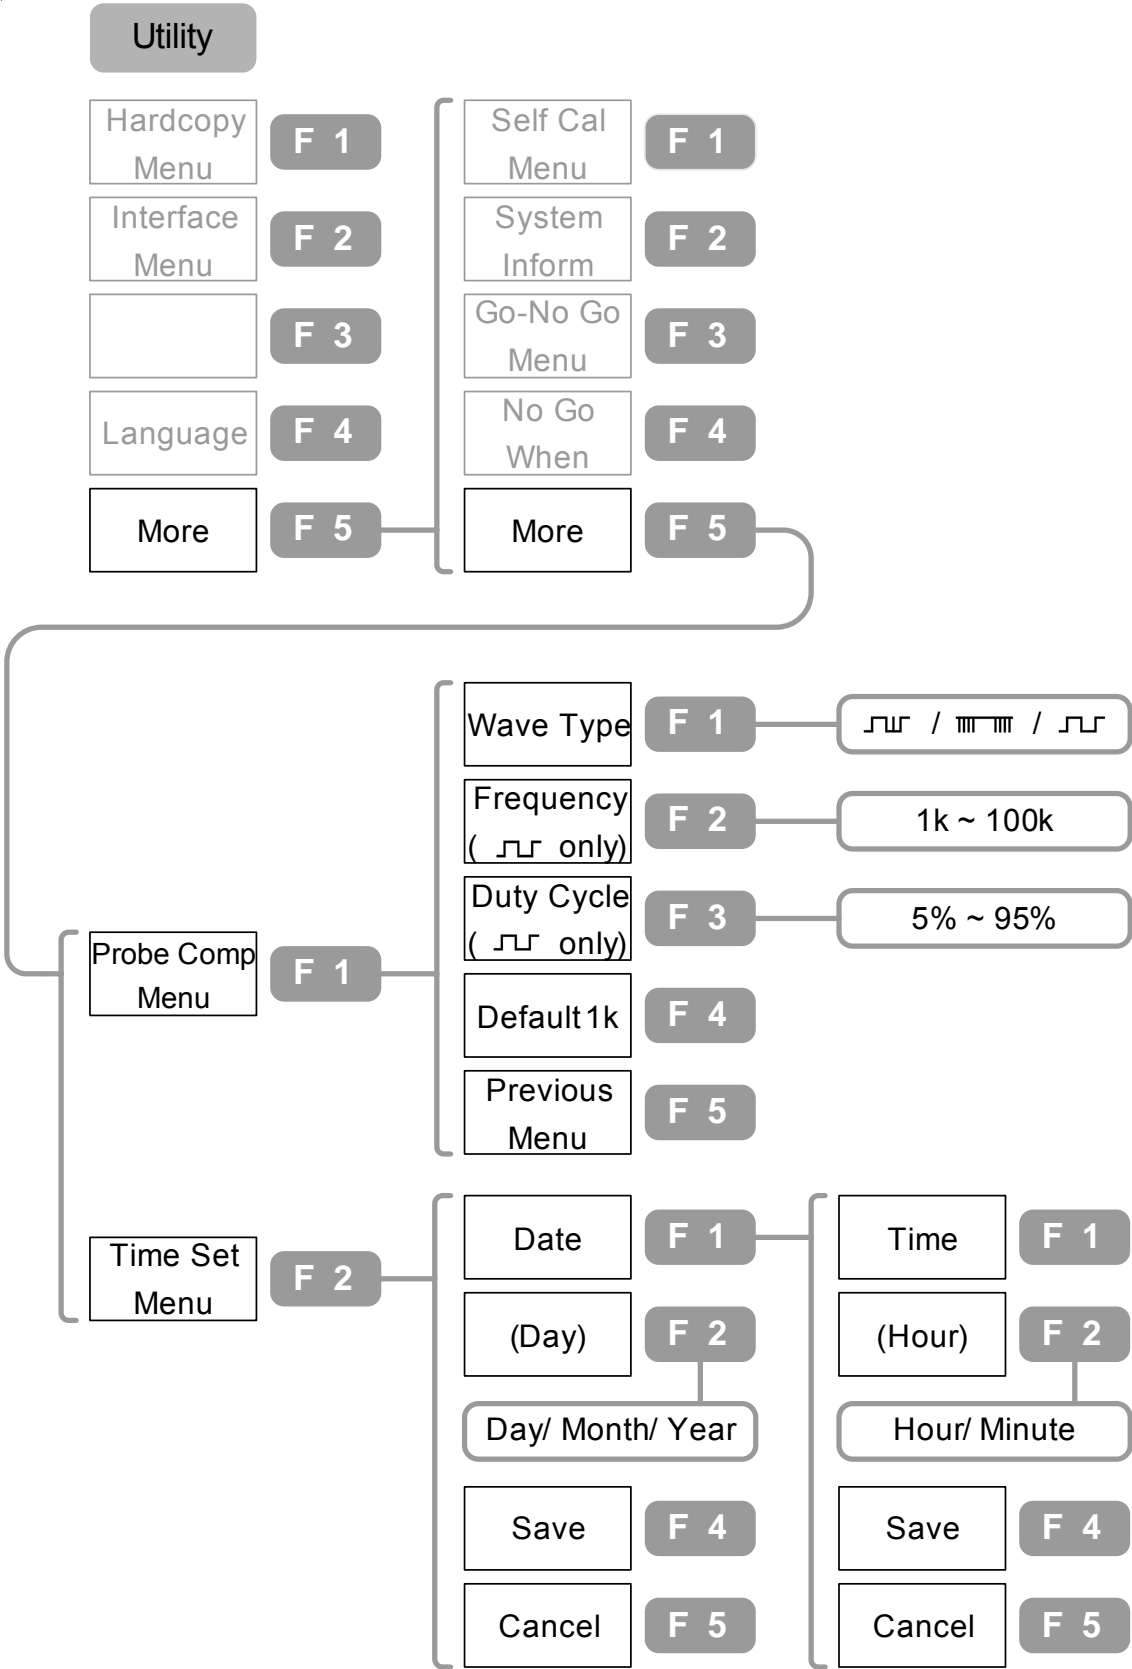 Utility
Hardcopy
Menu
F 1
Interface
Menu
F 2
F 3
Language
F 4
More
F 5
Self Cal
Menu
F 1
System
Inform
F 2
Go-No Go
Menu
F 3
No Go
When
F 4
More
F 5
Probe Comp
Menu
F 1
Wave Type
F 1
/ /
Frequency
( only)
F 2
1k ~ 100k
Duty Cycle
( only)
F 3
5% ~ 95%
Default 1k
F 4
Previous
Menu
F 5
Time Set
Menu
F 2
Date
F 1
(Day)
F 2
Day/ Month/ Year
Save
F 4
Cancel
F 5
Time
F 1
(Hour)
F 2
Hour/ Minute
Save
F 4
Cancel
F 5